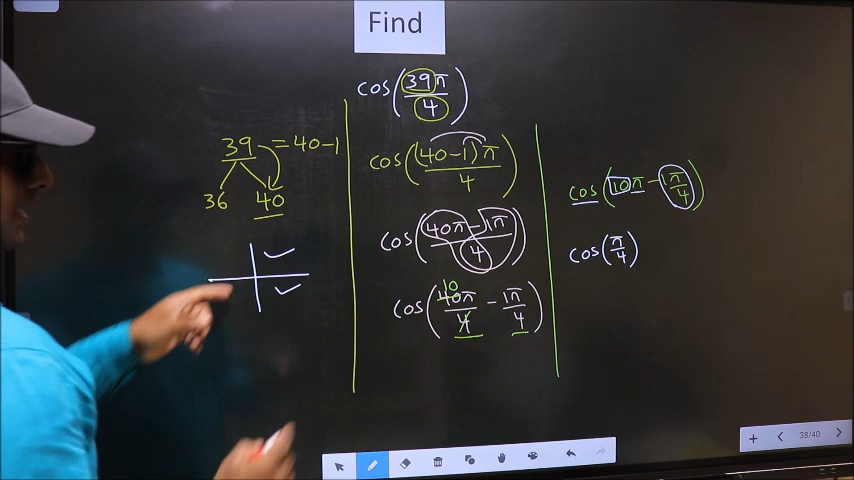 Find
cos(39π/4)
39 = 40-1
36 40
cos((40-1)π/4)
cos((40π-1π)/4)
10
cos(40π/4 - 1π/4)
cos(10π-1π/4)
cos(π/4)
38/40